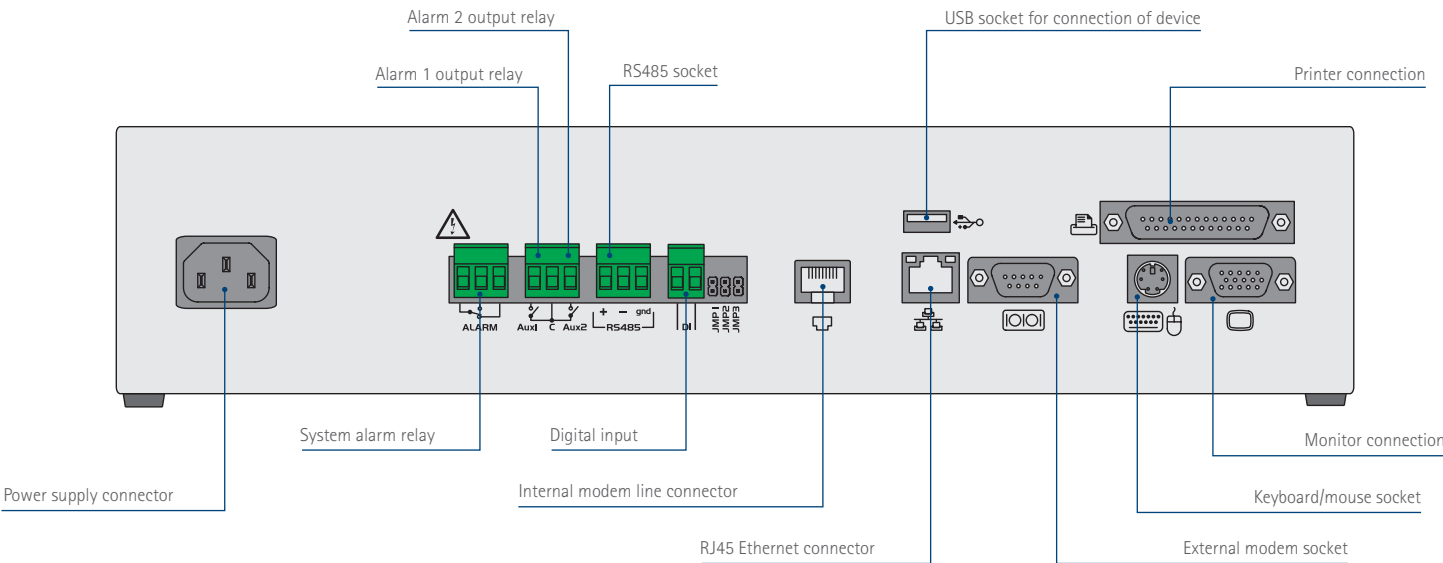 Alarm 2 output relay
USB socket for connection of device
Alarm 1 output relay
RS485 socket
Printer connection
ALARM
Aux1 C Aux2
+ − gnd
RS485
DI
JMP1
JMP2
JMP3
IOIOI
System alarm relay
Digital input
Monitor connection
Power supply connector
Internal modem line connector
Keyboard/mouse socket
RJ45 Ethernet connector
External modem socket